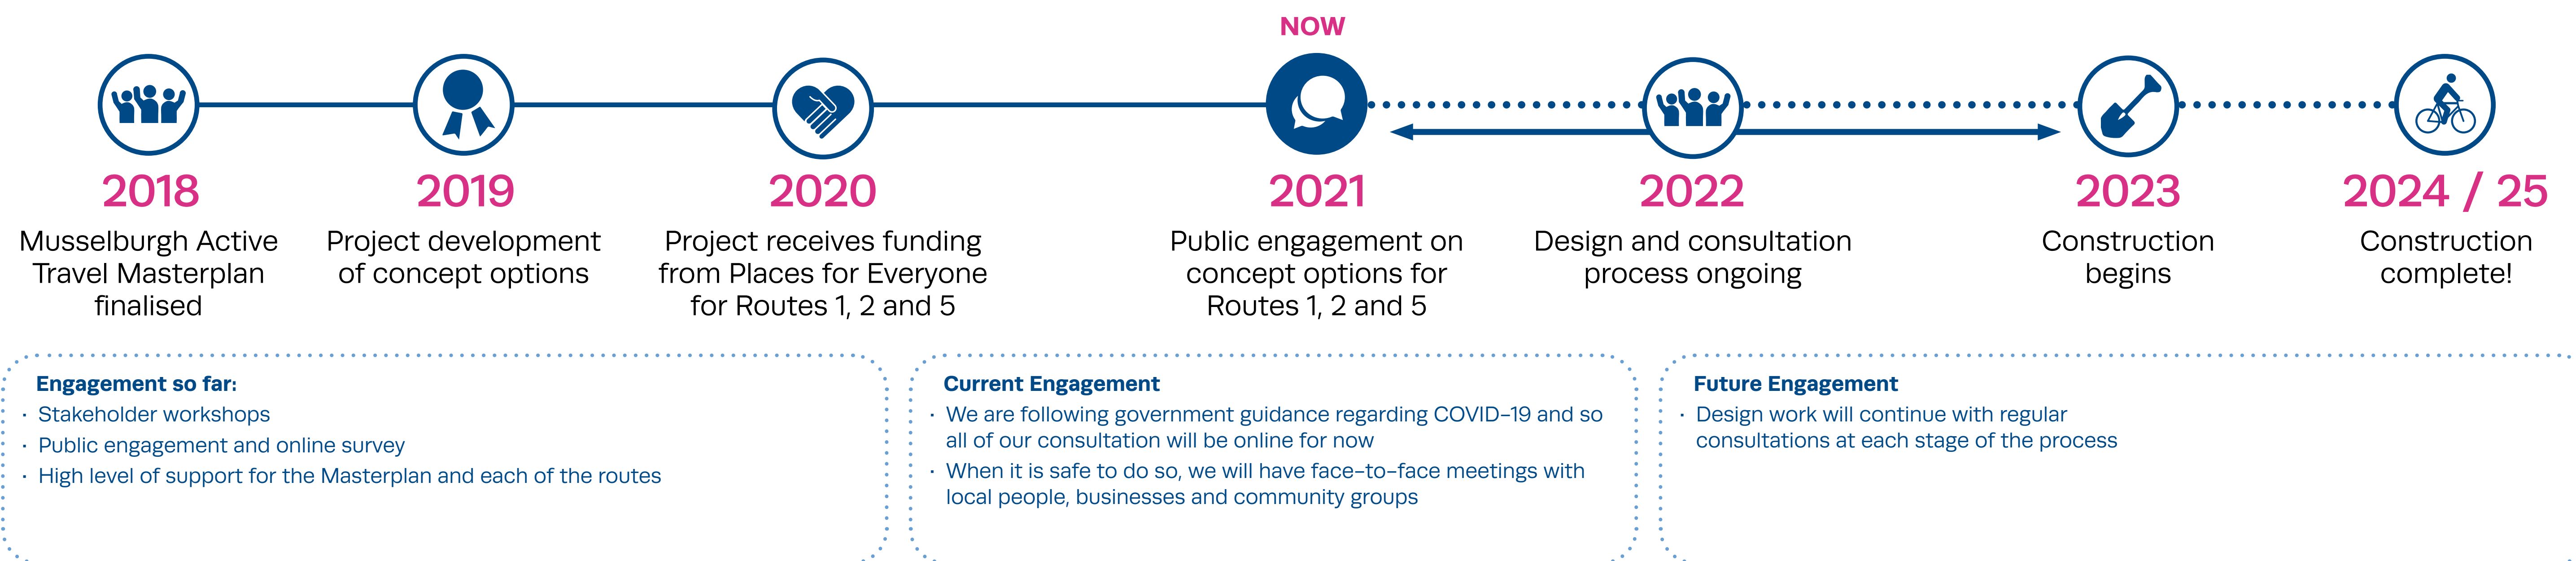 NOW
2018
Musselburgh Active
Travel Masterplan
finalised
2019
Project development
of concept options
2020
Project receives funding
from Places for Everyone
for Routes 1, 2 and 5
2021
Public engagement on
concept options for
Routes 1, 2 and 5
2022
Design and consultation
process ongoing
2023
Construction
begins
2024 / 25
Construction
complete!
Engagement so far:
· Stakeholder workshops
· Public engagement and online survey
· High level of support for the Masterplan and each of the routes
Current Engagement
· We are following government guidance regarding COVID-19 and so
all of our consultation will be online for now
· When it is safe to do so, we will have face-to-face meetings with
local people, businesses and community groups
Future Engagement
· Design work will continue with regular
consultations at each stage of the process